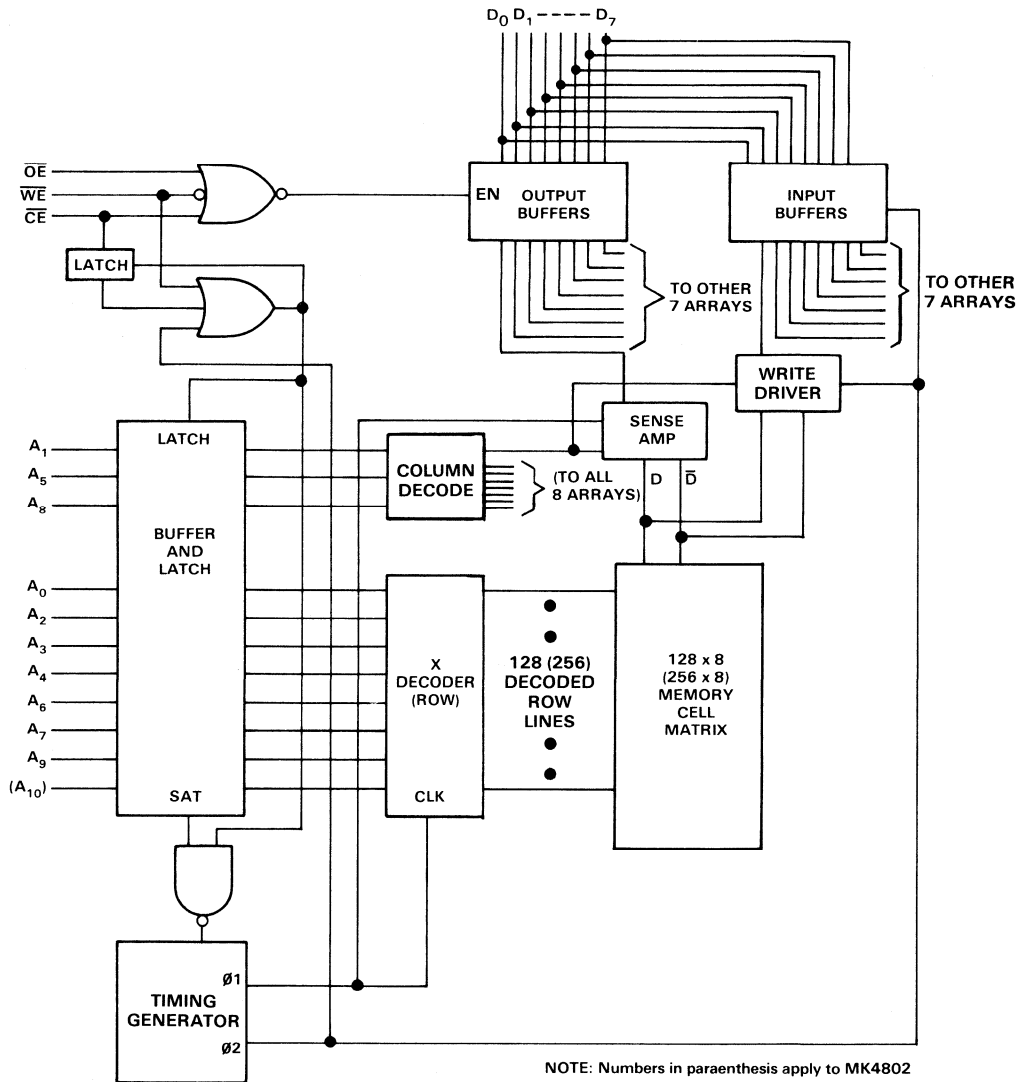 D₀ D₁ ----- D₇
O̅E̅
W̅E̅
C̅E̅
LATCH
EN
OUTPUT
BUFFERS
INPUT
BUFFERS
TO OTHER
7 ARRAYS
TO OTHER
7 ARRAYS
WRITE
DRIVER
SENSE
AMP
D
D̅
A₁
A₅
A₈
LATCH
BUFFER
AND
LATCH
COLUMN
DECODE
(TO ALL
8 ARRAYS)
A₀
A₂
A₃
A₄
A₆
A₇
A₉
(A₁₀)
SAT
X
DECODER
(ROW)
CLK
128 (256)
DECODED
ROW
LINES
128 x 8
(256 x 8)
MEMORY
CELL
MATRIX
TIMING
GENERATOR
Ø1
Ø2
NOTE: Numbers in paraenthesis apply to MK4802